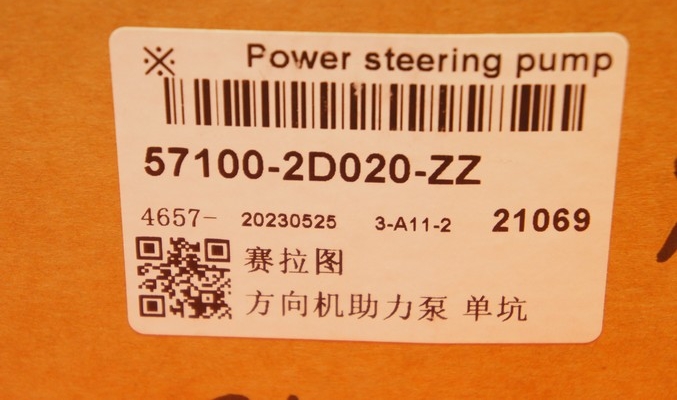 ※ Power steering pump
57100-2D020-ZZ
4657- 20230525 3-A11-2 21069
赛拉图
方向机助力泵 单坑